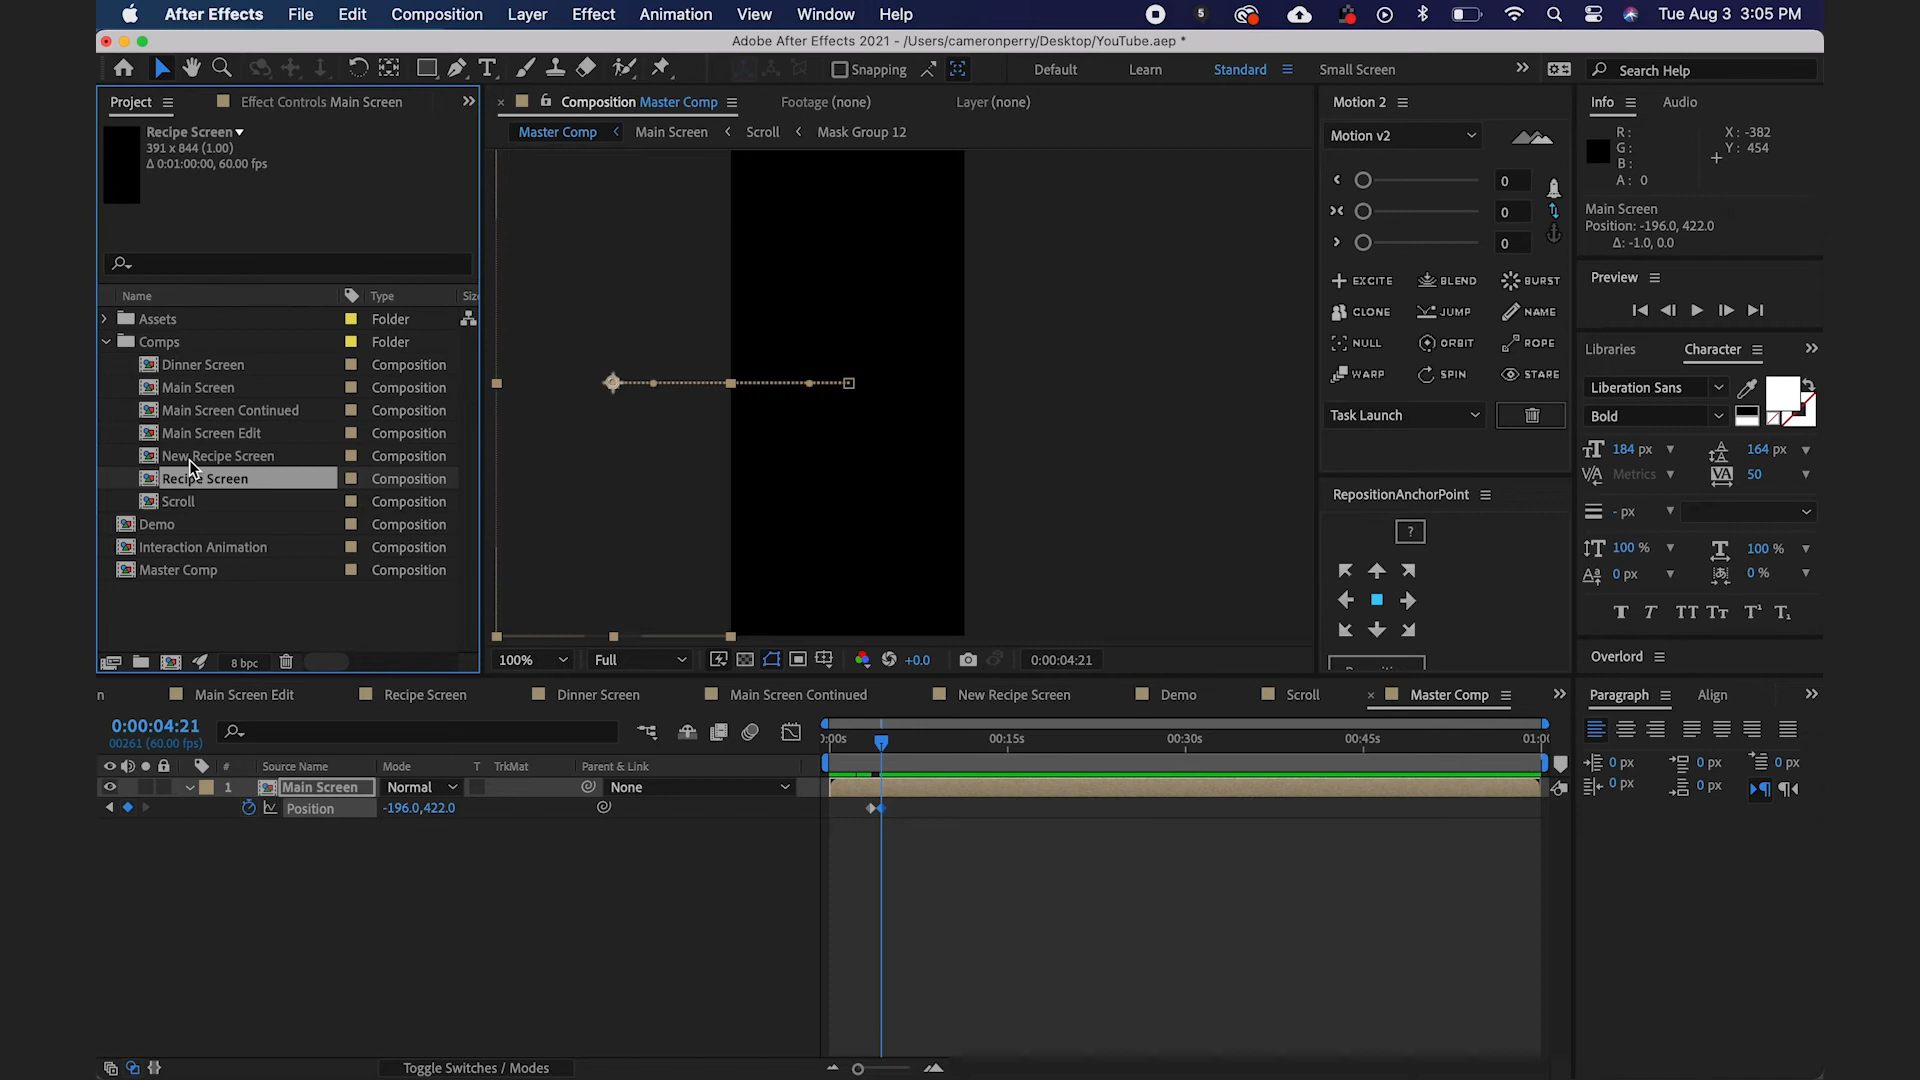 After Effects File Edit Composition Layer Effect Animation View Window Help 5 Tue Aug 3 3:05 PM
Adobe After Effects 2021 - /Users/cameronperry/Desktop/YouTube.aep *
Snapping Default Learn Standard Small Screen Search Help
Project Effect Controls Main Screen
Recipe Screen
391 x 844 (1.00)
Δ 0:01:00:00, 60.00 fps
Name Type Siz
Assets Folder
Comps Folder
Dinner Screen Composition
Main Screen Composition
Main Screen Continued Composition
Main Screen Edit Composition
New Recipe Screen Composition
Recipe Screen Composition
Scroll Composition
Demo Composition
Interaction Animation Composition
Master Comp Composition
8 bpc
Composition Master Comp Footage (none) Layer (none)
Master Comp Main Screen Scroll Mask Group 12
100% Full +0.0 0:00:04:21
Motion 2
Motion v2
0
0
0
EXCITE BLEND BURST
CLONE JUMP NAME
NULL ORBIT ROPE
WARP SPIN STARE
Task Launch
RepositionAnchorPoint
?
Info Audio
R: X: -382
G: Y: 454
B:
A: 0
Main Screen
Position: -196.0, 422.0
Δ: -1.0, 0.0
Preview
Libraries Character
Liberation Sans
Bold
184 px 164 px
Metrics 50
- px
100 % 100 %
0 px 0 %
T T TT Tт T¹ T₁
Overlord
Paragraph Align
0 px 0 px 0 px
0 px 0 px
n Main Screen Edit Recipe Screen Dinner Screen Main Screen Continued New Recipe Screen Demo Scroll Master Comp
0:00:04:21
00261 (60.00 fps)
):00s 00:15s 00:30s 00:45s 01:00
# Source Name Mode T TrkMat Parent & Link
1 Main Screen Normal None
Position -196.0,422.0
Toggle Switches / Modes